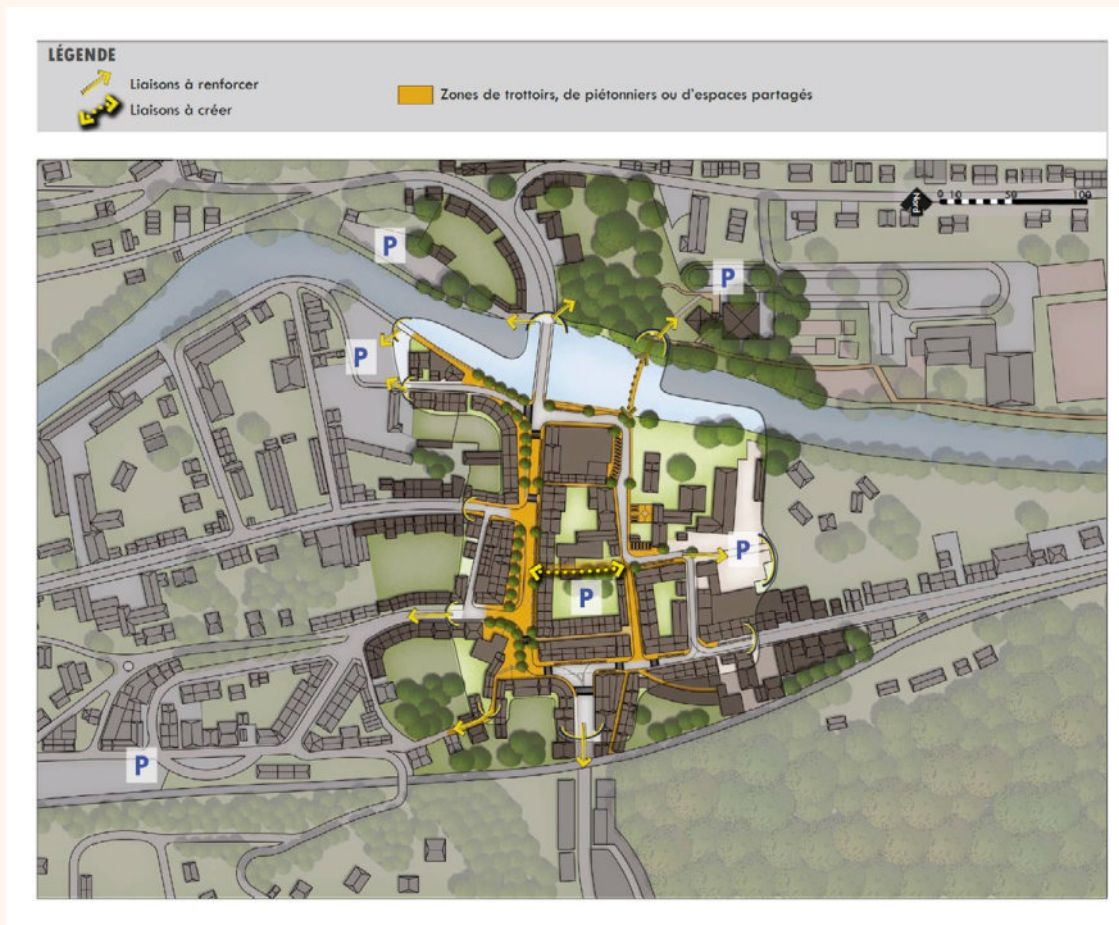 LÉGENDE
Liaisons à renforcer
Liaisons à créer
Zones de trottoirs, de piétonniers ou d'espaces partagés
Nord
0 10 50 100
P
P
P
P
P
P